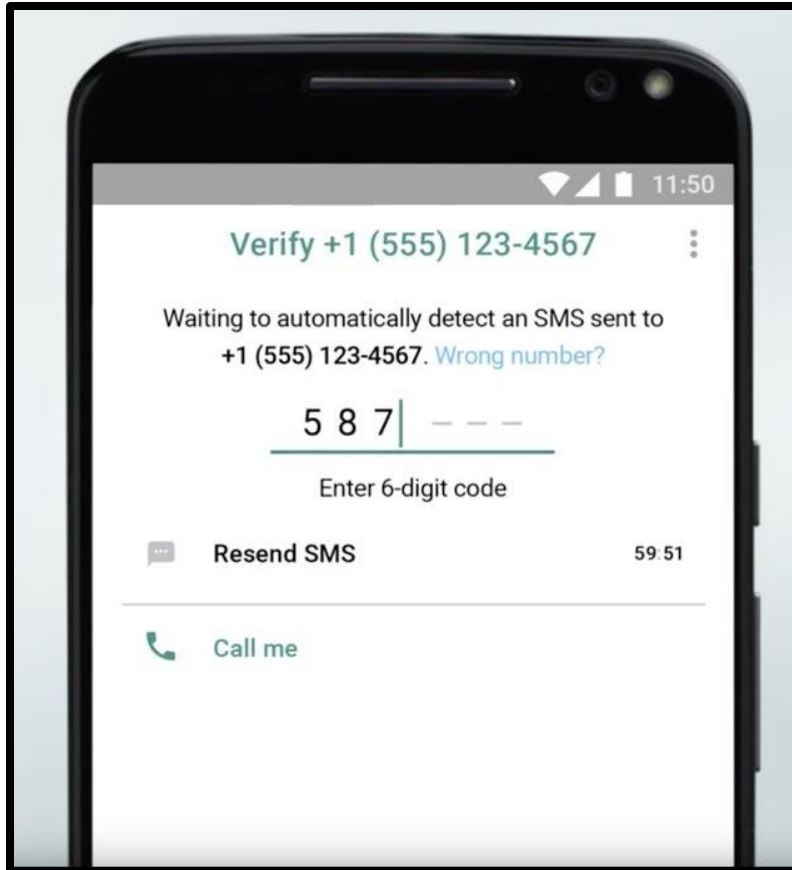 11:50
Verify +1 (555) 123-4567
Waiting to automatically detect an SMS sent to
+1 (555) 123-4567. Wrong number?
5 8 7 – – –
Enter 6-digit code
Resend SMS 59:51
Call me